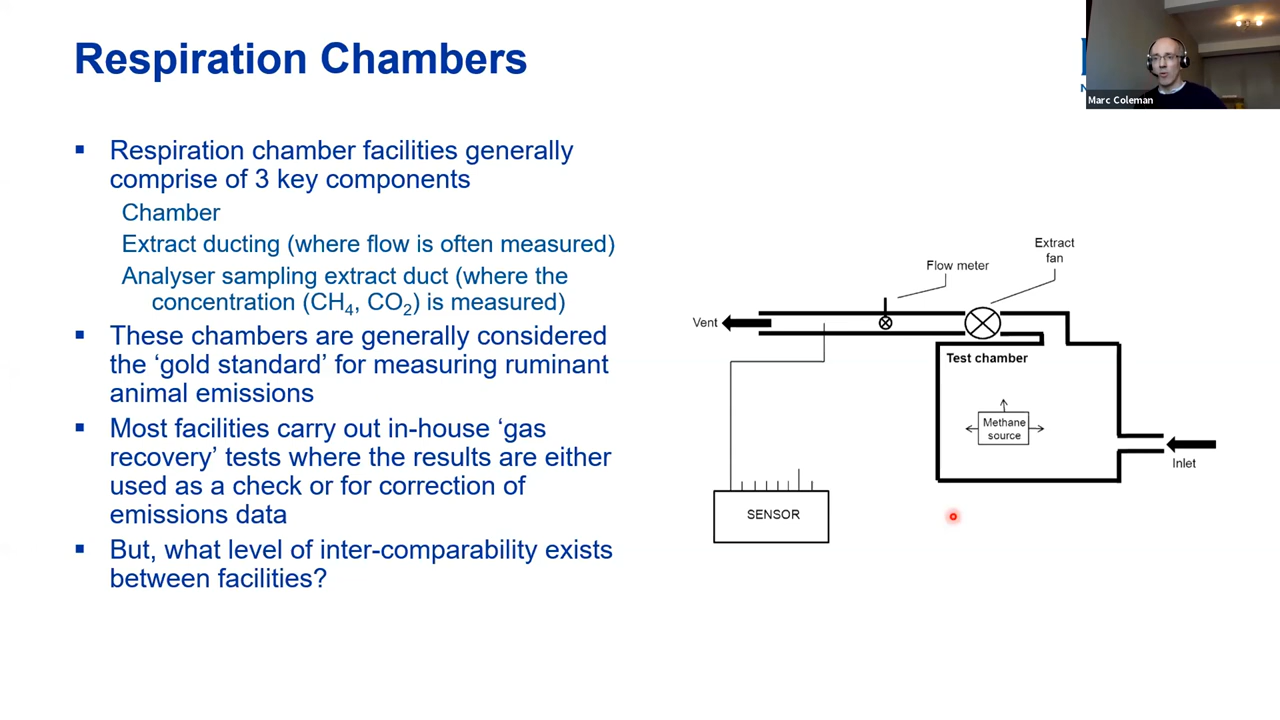 Respiration Chambers
Marc Coleman
▪ Respiration chamber facilities generally
comprise of 3 key components
Chamber
Extract ducting (where flow is often measured)
Analyser sampling extract duct (where the
concentration (CH₄, CO₂) is measured)
▪ These chambers are generally considered
the ‘gold standard’ for measuring ruminant
animal emissions
▪ Most facilities carry out in-house ‘gas
recovery’ tests where the results are either
used as a check or for correction of
emissions data
▪ But, what level of inter-comparability exists
between facilities?
Extract
fan
Flow meter
Vent
Test chamber
Methane
source
Inlet
SENSOR